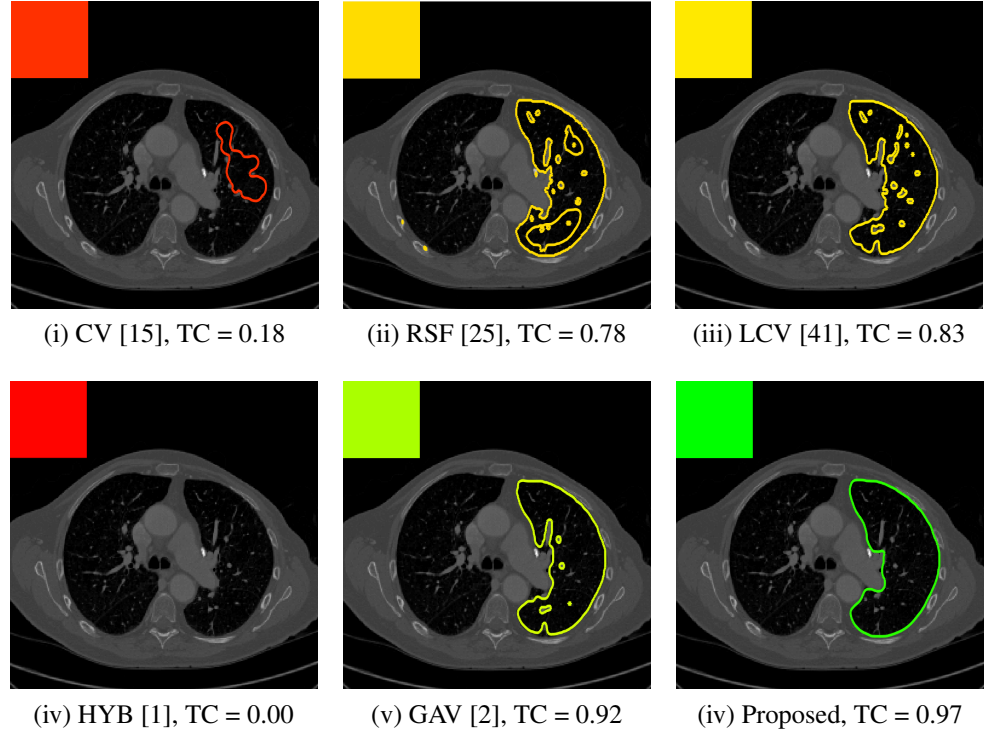 (i) CV [15], TC = 0.18
(ii) RSF [25], TC = 0.78
(iii) LCV [41], TC = 0.83
(iv) HYB [1], TC = 0.00
(v) GAV [2], TC = 0.92
(iv) Proposed, TC = 0.97